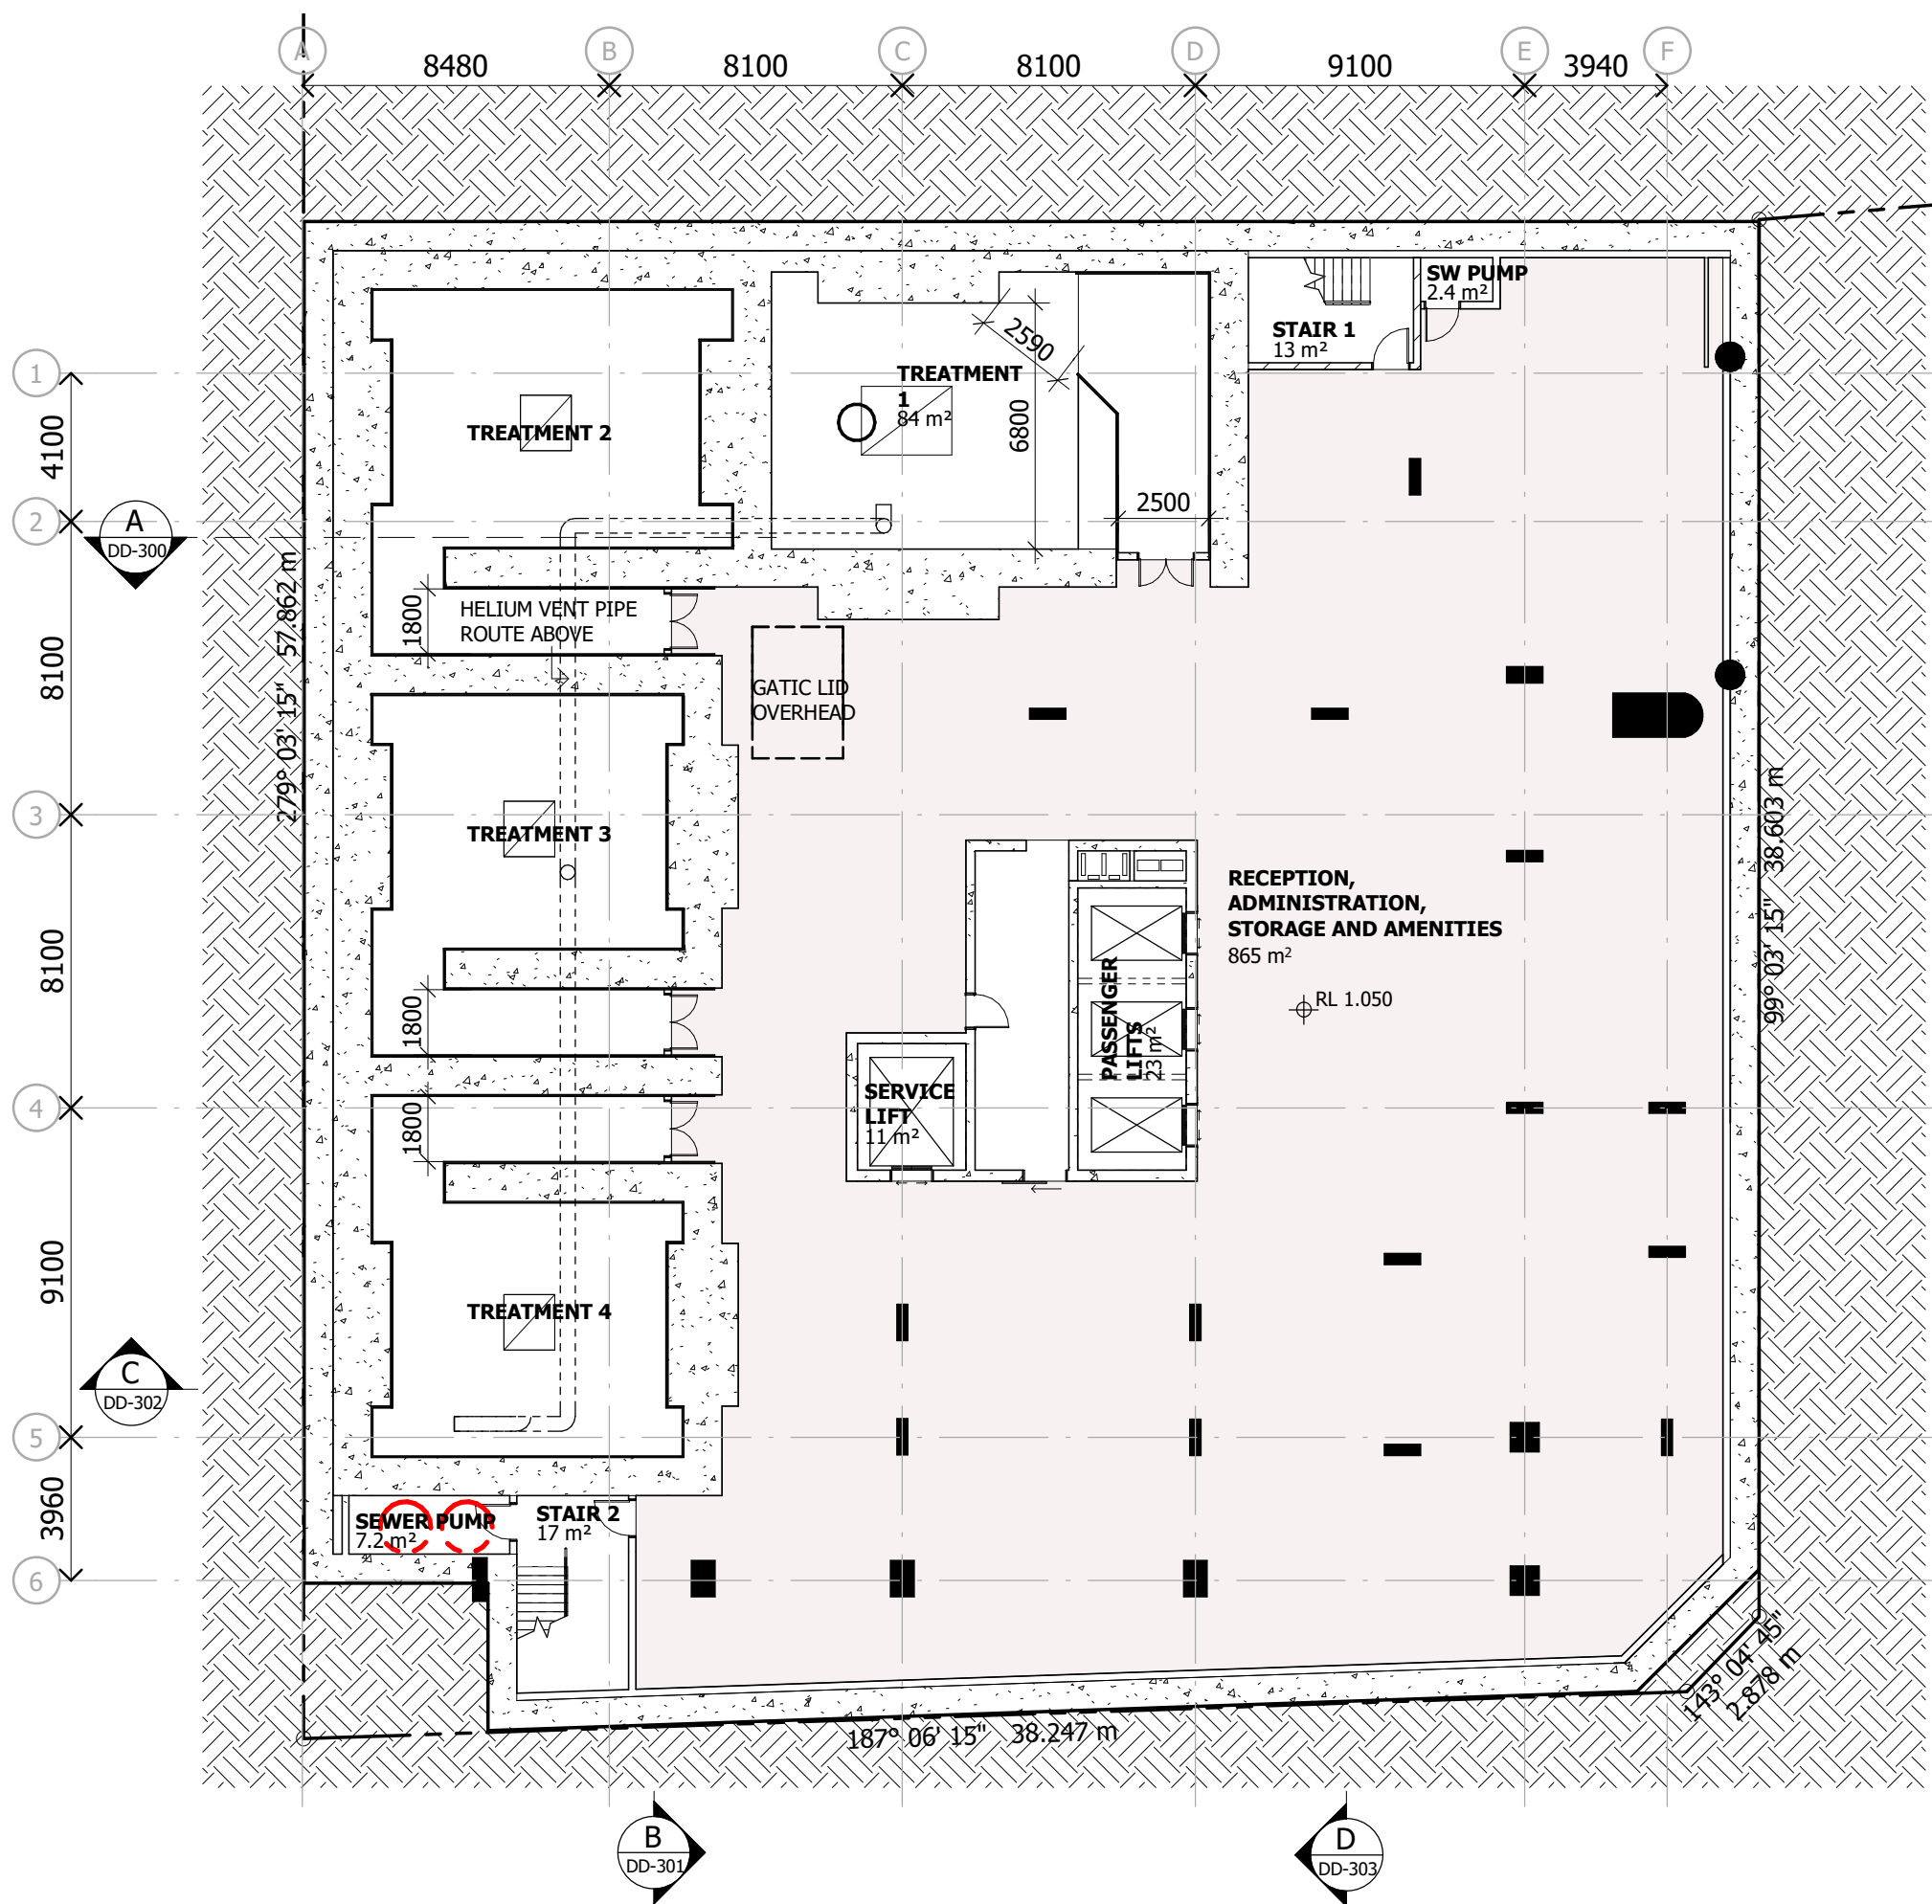 A
B
C
D
E
F
8480
8100
8100
9100
3940
SW PUMP
2.4 m²
STAIR 1
13 m²
2590
TREATMENT
1
84 m²
6800
TREATMENT 2
1
4100
2
2500
A
DD-300
279° 03' 15" 57.862 m
HELIUM VENT PIPE
ROUTE ABOVE
1800
8100
GATIC LID
OVERHEAD
3
TREATMENT 3
99° 03' 15" 38.603 m
RECEPTION,
ADMINISTRATION,
STORAGE AND AMENITIES
865 m²
RL 1.050
8100
1800
PASSENGER
LIFTS
23 m²
SERVICE
LIFT
11 m²
4
1800
9100
TREATMENT 4
C
DD-302
5
3960
SEWER PUMP
7.2 m²
STAIR 2
17 m²
6
143° 04' 45"
2.878 m
187° 06' 15" 38.247 m
B
DD-301
D
DD-303